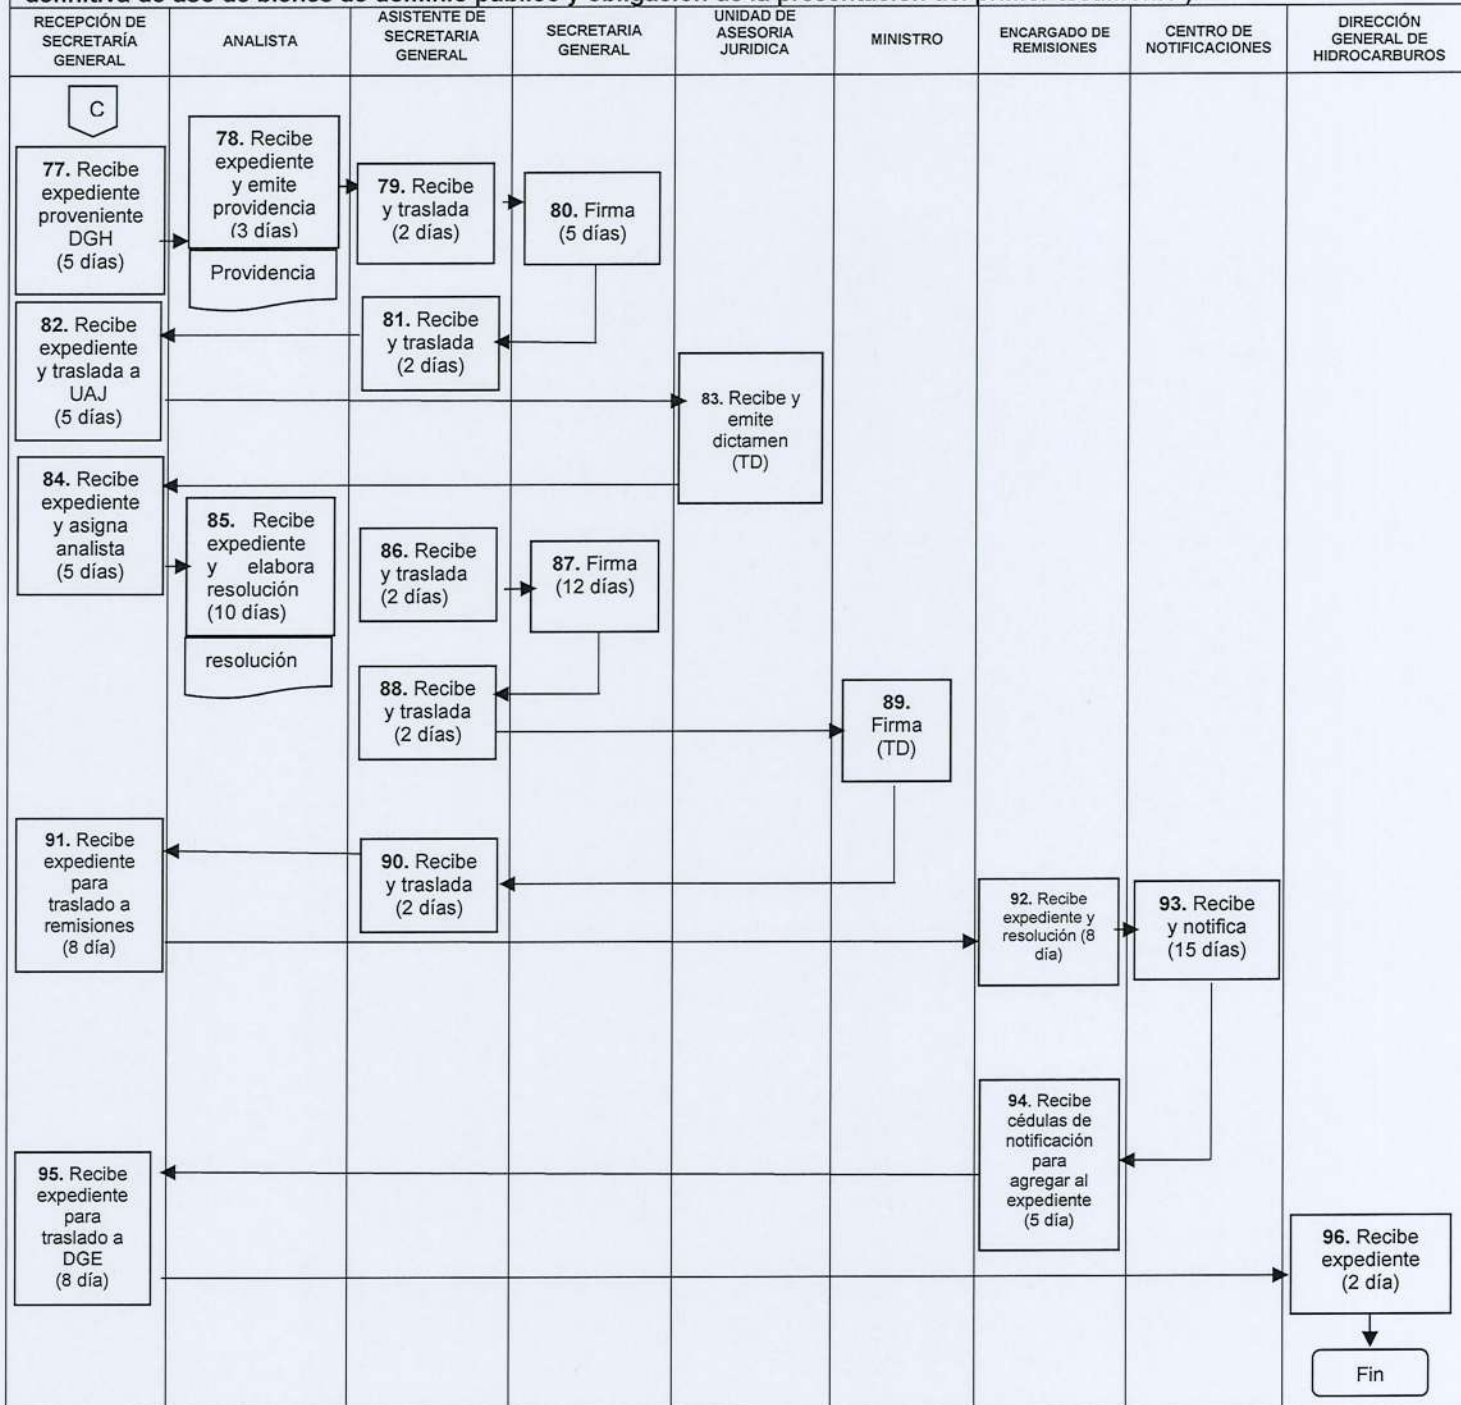 RECEPCIÓN DE
SECRETARÍA
GENERAL
ANALISTA
ASISTENTE DE
SECRETARIA
GENERAL
SECRETARIA
GENERAL
UNIDAD DE
ASESORIA
JURIDICA
MINISTRO
ENCARGADO DE
REMISIONES
CENTRO DE
NOTIFICACIONES
DIRECCIÓN
GENERAL DE
HIDROCARBUROS
C
77. Recibe
expediente
proveniente
DGH
(5 días)
78. Recibe
expediente
y emite
providencia
(3 días)
Providencia
79. Recibe
y traslada
(2 días)
80. Firma
(5 días)
81. Recibe
y traslada
(2 días)
82. Recibe
expediente
y traslada a
UAJ
(5 días)
83. Recibe y
emite
dictamen
(TD)
84. Recibe
expediente
y asigna
analista
(5 días)
85. Recibe
expediente
y elabora
resolución
(10 días)
resolución
86. Recibe
y traslada
(2 días)
87. Firma
(12 días)
88. Recibe
y traslada
(2 días)
89.
Firma
(TD)
90. Recibe
y traslada
(2 días)
91. Recibe
expediente
para
traslado a
remisiones
(8 día)
92. Recibe
expediente y
resolución (8
día)
93. Recibe
y notifica
(15 días)
94. Recibe
cédulas de
notificación
para
agregar al
expediente
(5 día)
95. Recibe
expediente
para
traslado a
DGE
(8 día)
96. Recibe
expediente
(2 día)
Fin